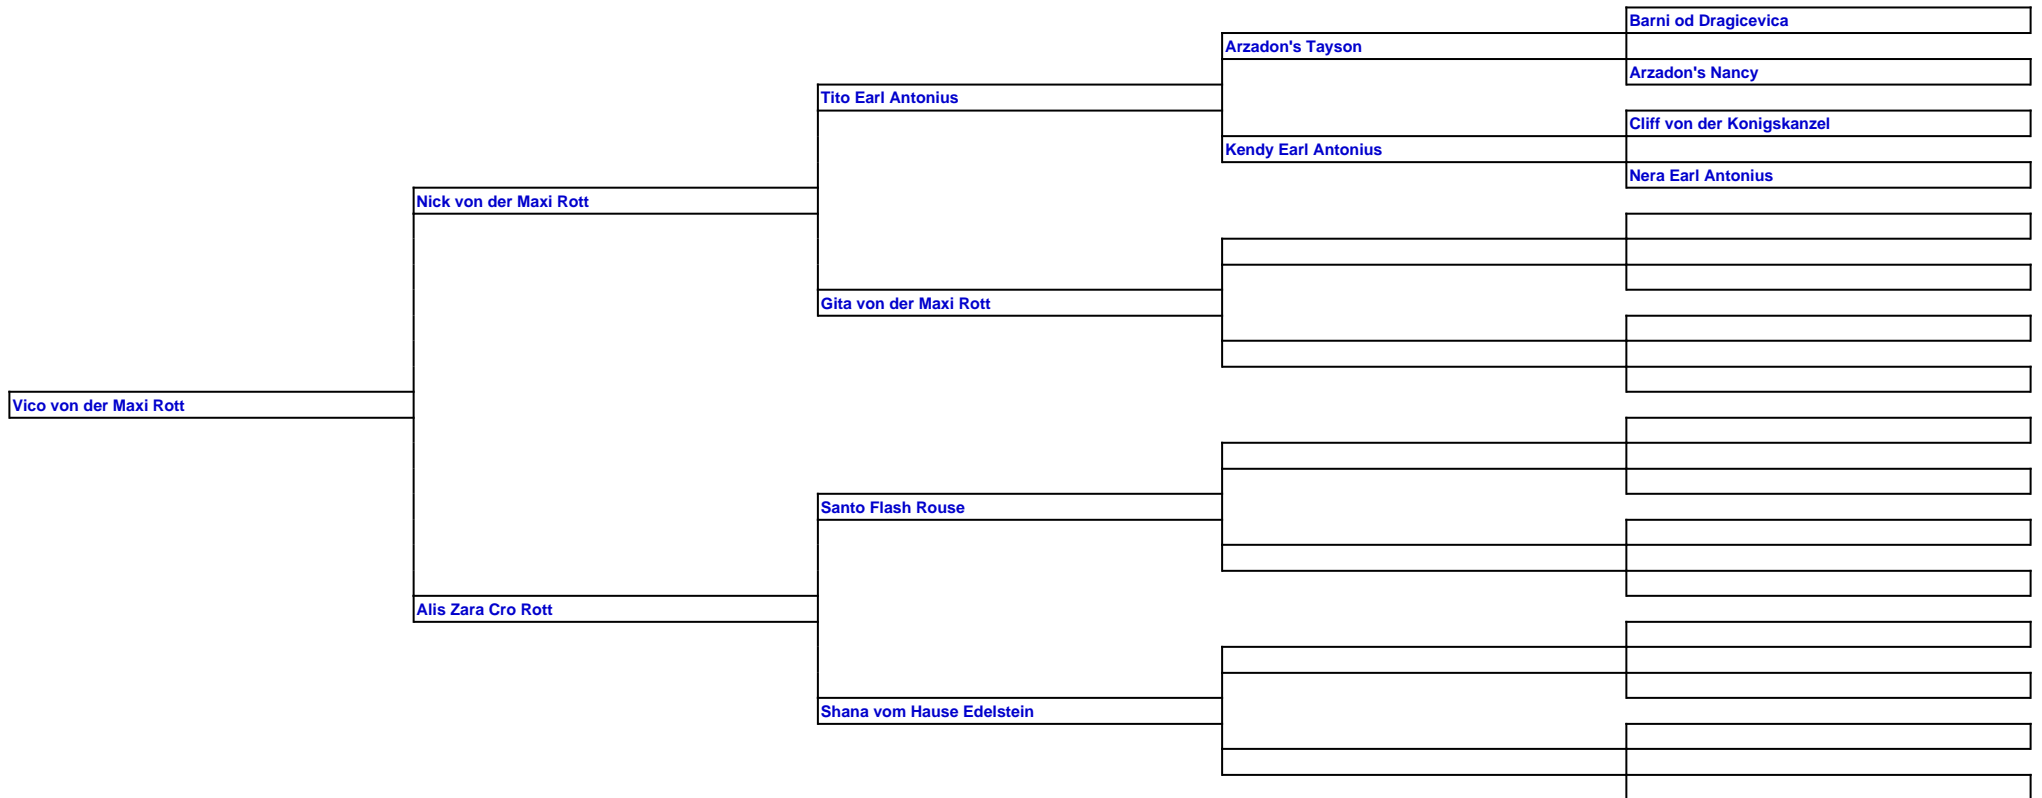 Barni od Dragicevica
Arzadon's Tayson
Arzadon's Nancy
Tito Earl Antonius
Cliff von der Konigskanzel
Kendy Earl Antonius
Nera Earl Antonius
Nick von der Maxi Rott
Gita von der Maxi Rott
Vico von der Maxi Rott
Santo Flash Rouse
Alis Zara Cro Rott
Shana vom Hause Edelstein